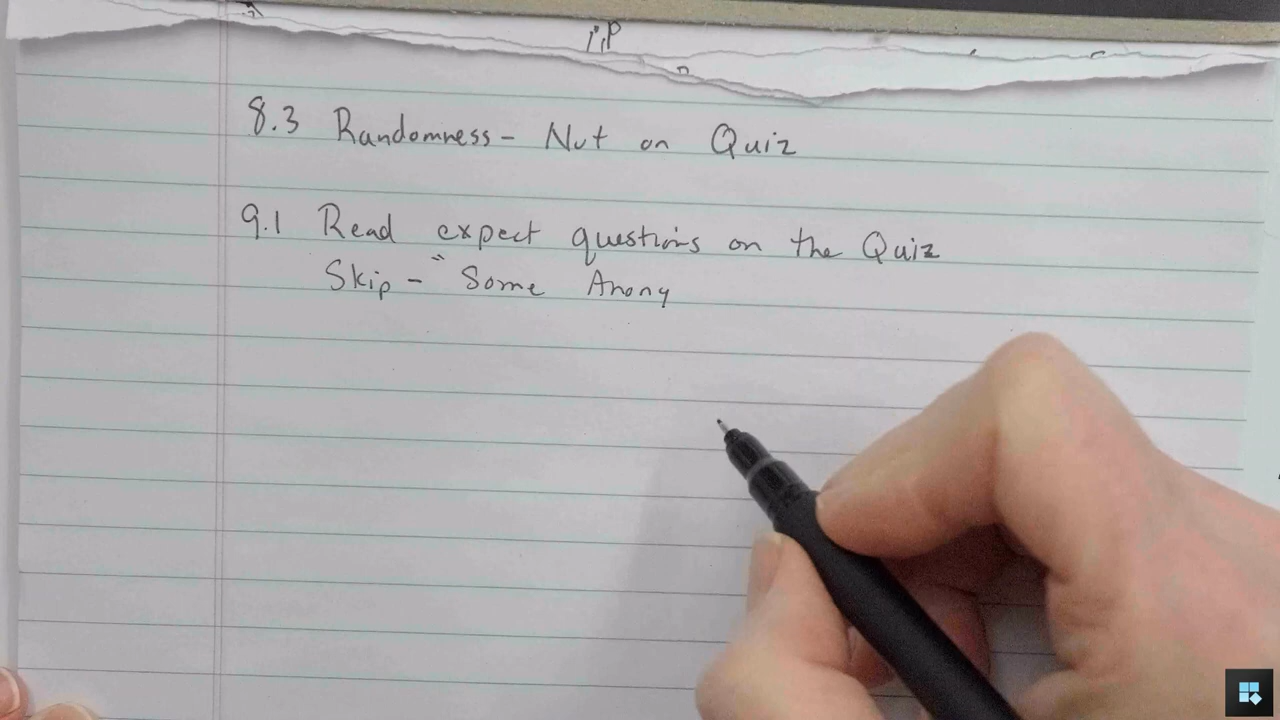 8.3 Randomness - Not on Quiz
9.1 Read expect questions on the Quiz
Skip - " Some Anony